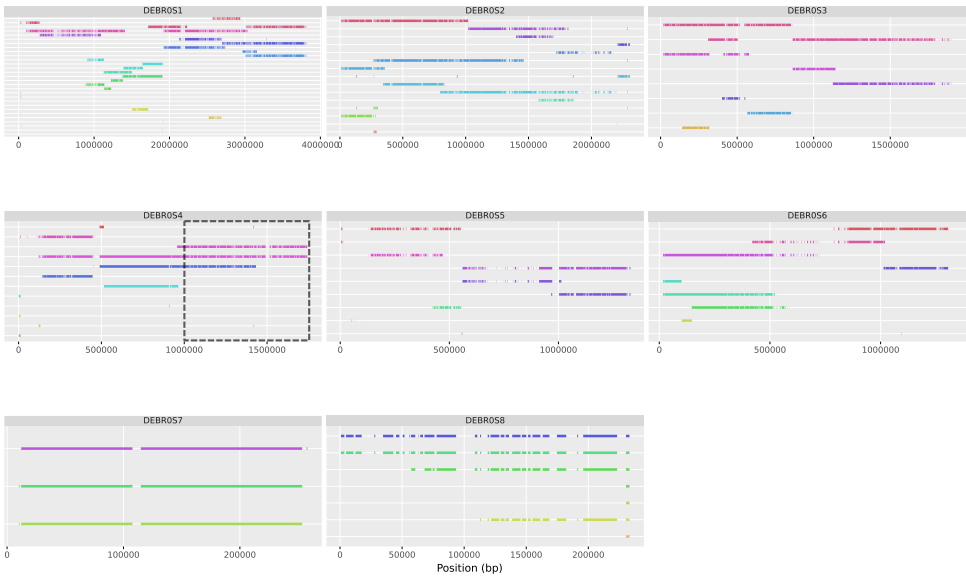 DEBR0S1 DEBR0S2 DEBR0S3
0 1000000 2000000 3000000 4000000 0 500000 1000000 1500000 2000000 0 500000 1000000 1500000
DEBR0S4 DEBR0S5 DEBR0S6
0 500000 1000000 1500000 0 500000 1000000 0 500000 1000000
DEBR0S7 DEBR0S8
0 100000 200000 0 50000 100000 150000 200000
Position (bp)